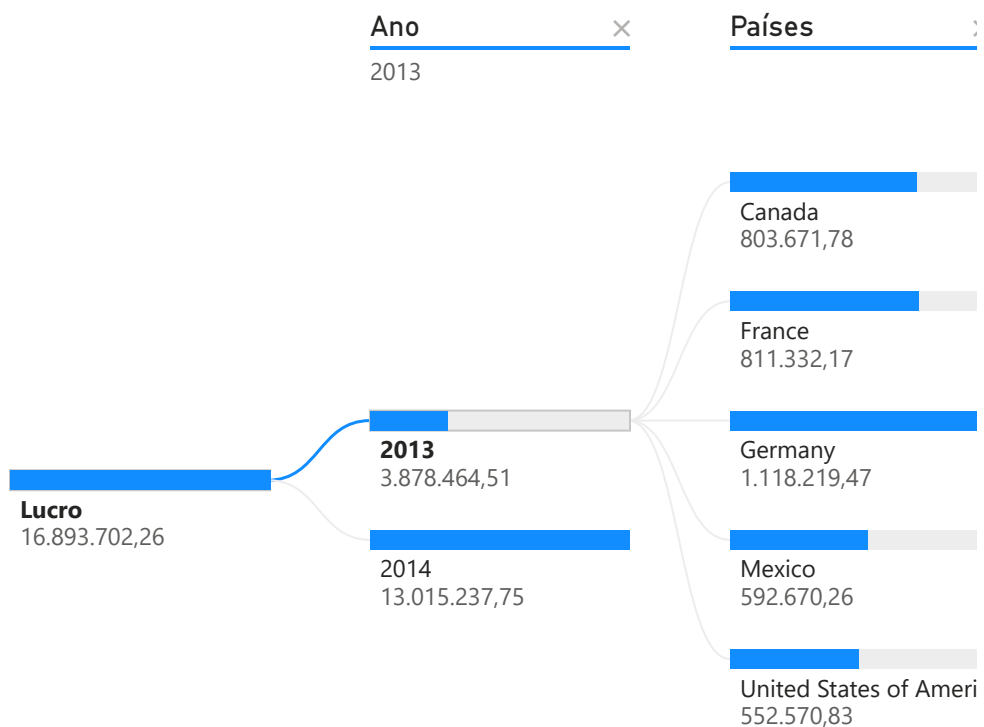 Ano
Países
2013
Canada
803.671,78
France
811.332,17
2013
3.878.464,51
Germany
1.118.219,47
Lucro
16.893.702,26
2014
13.015.237,75
Mexico
592.670,26
United States of Ameri
552.570,83